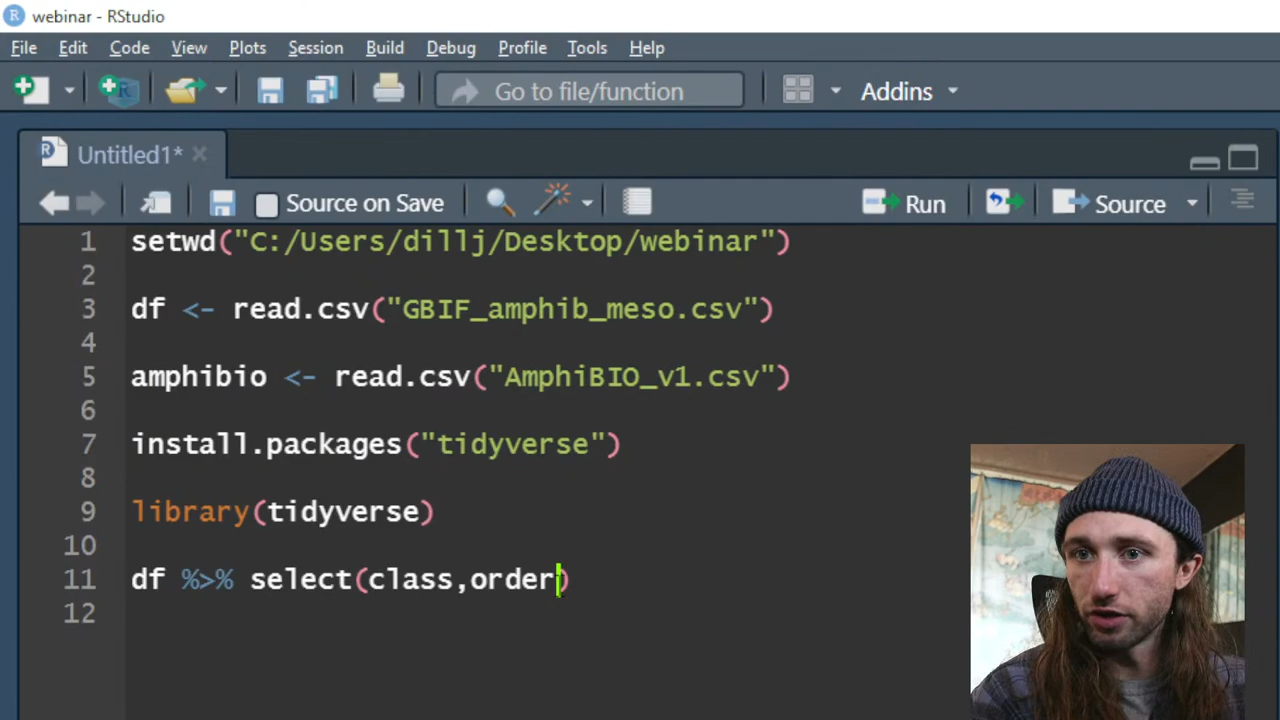 webinar - RStudio
File Edit Code View Plots Session Build Debug Profile Tools Help
Go to file/function Addins
Untitled1*
Source on Save Run Source
1 setwd("C:/Users/dillj/Desktop/webinar")
2
3 df <- read.csv("GBIF_amphib_meso.csv")
4
5 amphibio <- read.csv("AmphiBIO_v1.csv")
6
7 install.packages("tidyverse")
8
9 library(tidyverse)
10
11 df %>% select(class,order)
12